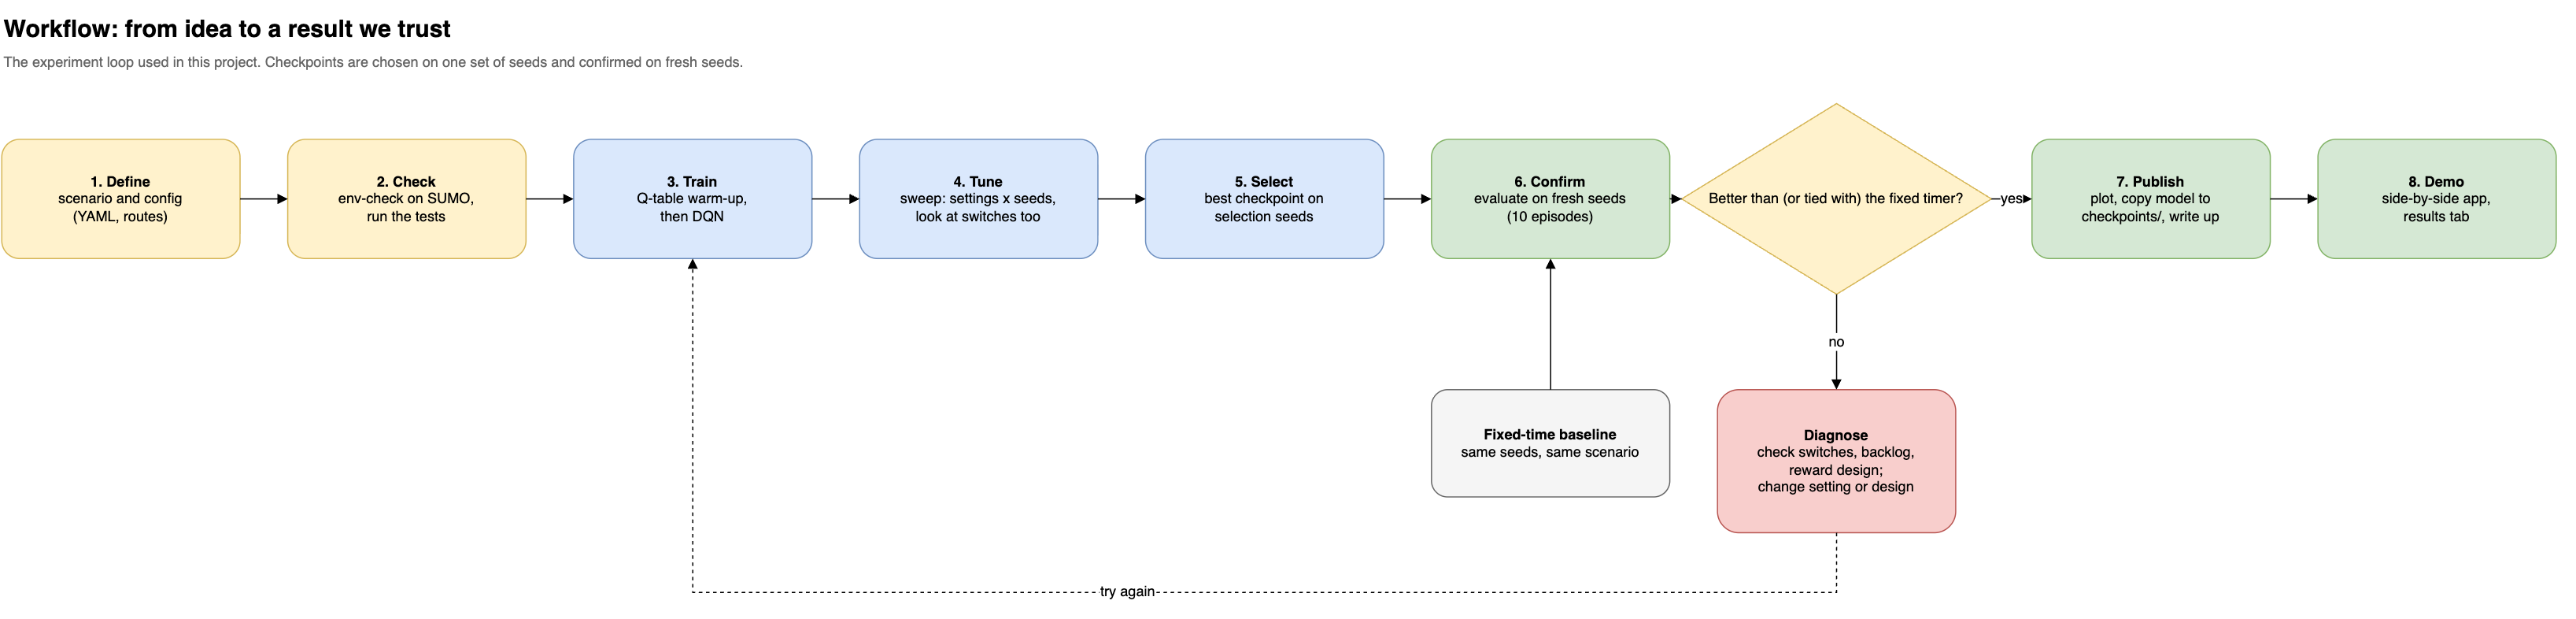 Workflow: from idea to a result we trust
The experiment loop used in this project. Checkpoints are chosen on one set of seeds and confirmed on fresh seeds.
1. Define
scenario and config
(YAML, routes)
2. Check
env-check on SUMO,
run the tests
3. Train
Q-table warm-up,
then DQN
4. Tune
sweep: settings x seeds,
look at switches too
5. Select
best checkpoint on
selection seeds
6. Confirm
evaluate on fresh seeds
(10 episodes)
Better than (or tied with) the fixed timer?
yes
7. Publish
plot, copy model to
checkpoints/, write up
8. Demo
side-by-side app,
results tab
no
Fixed-time baseline
same seeds, same scenario
Diagnose
check switches, backlog,
reward design;
change setting or design
try again